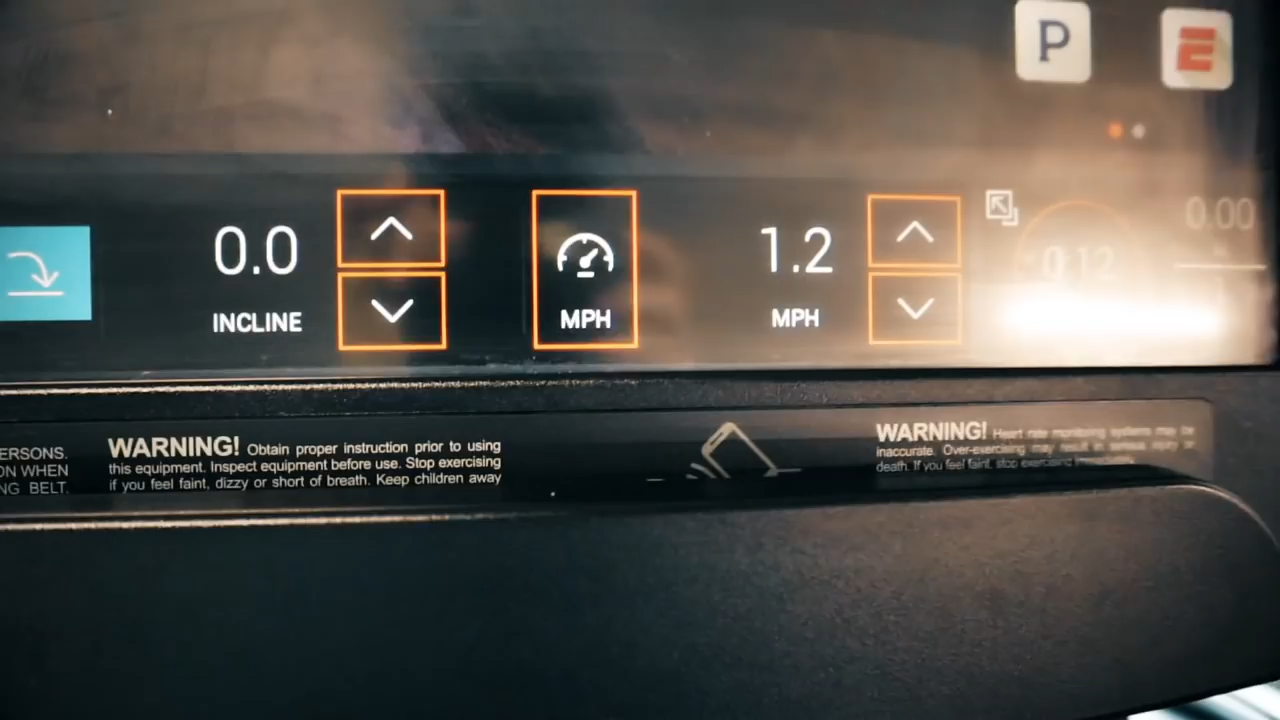 P
0.0
INCLINE
MPH
1.2
MPH
0:12
0.00
ERSONS.
ON WHEN
NG BELT.
WARNING! Obtain proper instruction prior to using
this equipment. Inspect equipment before use. Stop exercising
if you feel faint, dizzy or short of breath. Keep children away
WARNING! Heart rate monitoring systems may be
inaccurate. Over-exercising may result in serious injury or
death. If you feel faint, stop exercising immediately.